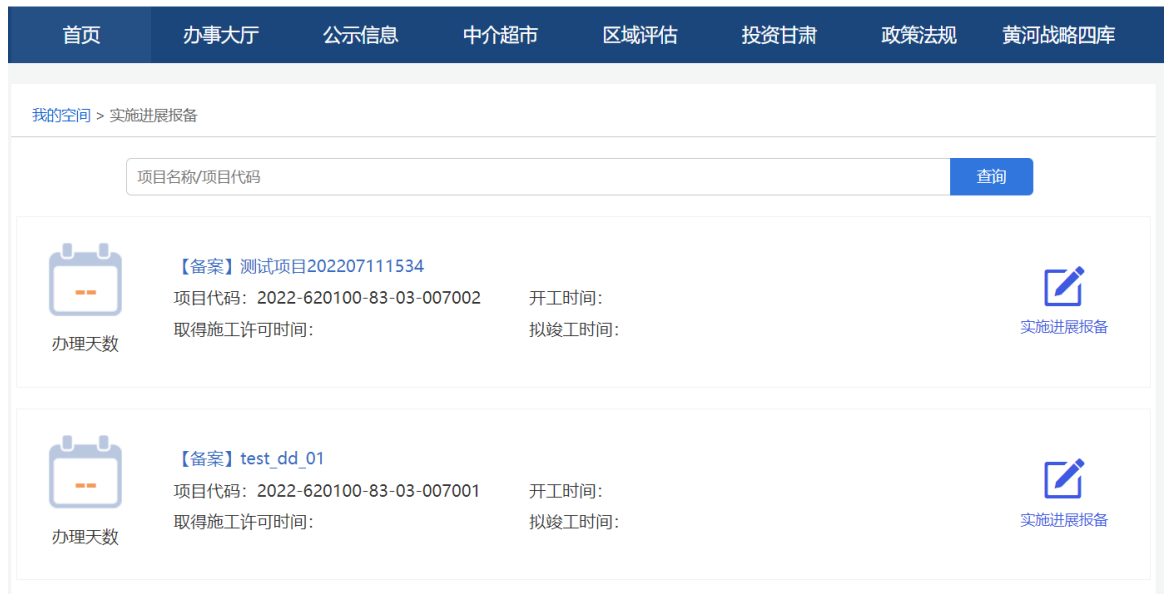 首页 办事大厅 公示信息 中介超市 区域评估 投资甘肃 政策法规 黄河战略四库
我的空间 > 实施进展报备
项目名称/项目代码 查询
【备案】测试项目202207111534
项目代码：2022-620100-83-03-007002 开工时间：
取得施工许可时间： 拟竣工时间：
--
办理天数
实施进展报备
【备案】test_dd_01
项目代码：2022-620100-83-03-007001 开工时间：
取得施工许可时间： 拟竣工时间：
--
办理天数
实施进展报备